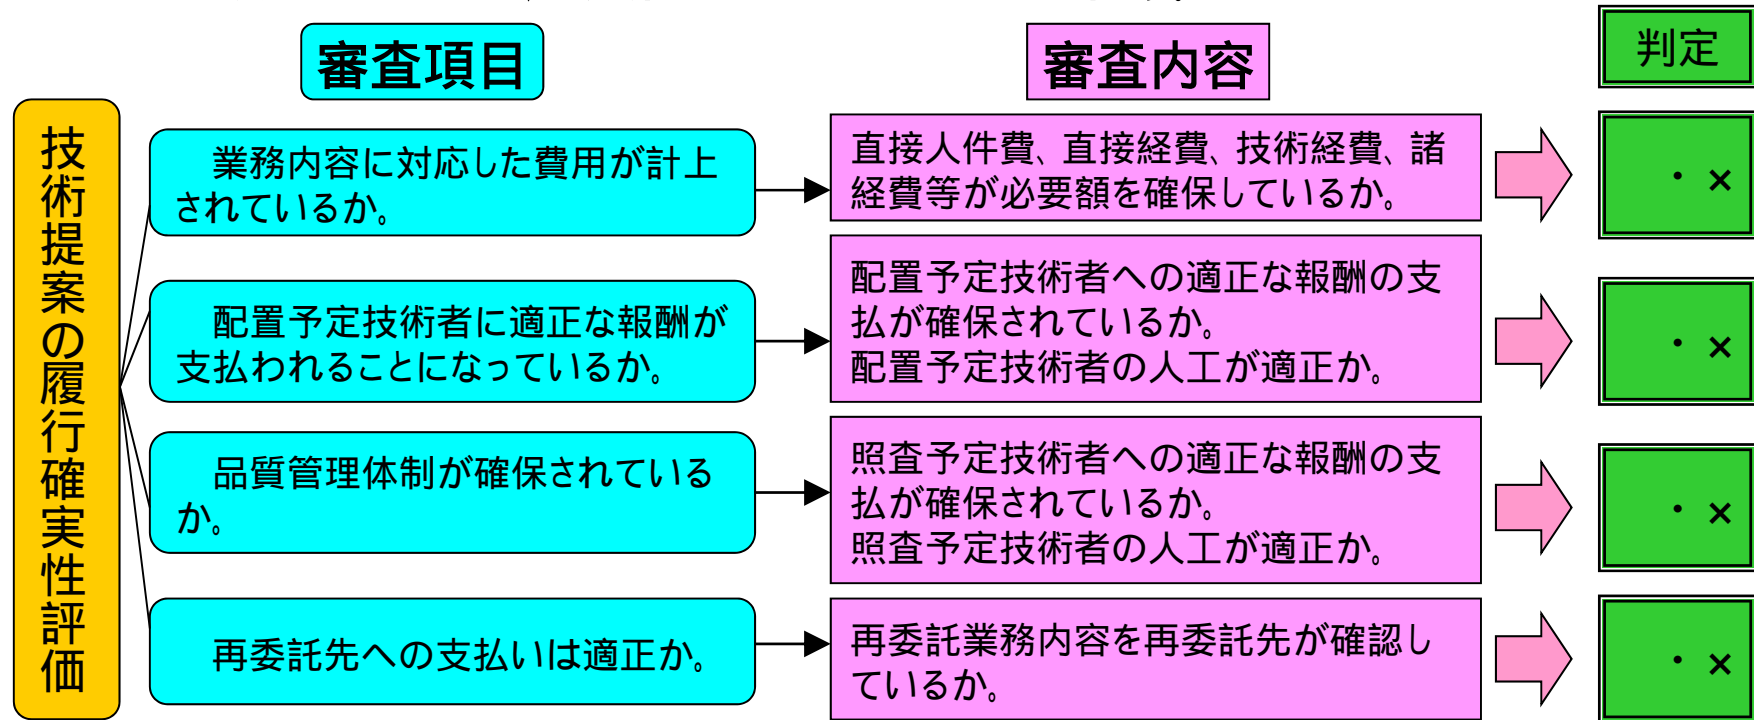 審査項目
審査内容
判定
技術提案の履行確実性評価
業務内容に対応した費用が計上
されているか。
直接人件費、直接経費、技術経費、諸
経費等が必要額を確保しているか。
・×
配置予定技術者に適正な報酬が
支払われることになっているか。
配置予定技術者への適正な報酬の支
払が確保されているか。
配置予定技術者の人工が適正か。
・×
品質管理体制が確保されている
か。
照査予定技術者への適正な報酬の支
払が確保されているか。
照査予定技術者の人工が適正か。
・×
再委託先への支払いは適正か。
再委託業務内容を再委託先が確認し
ているか。
・×